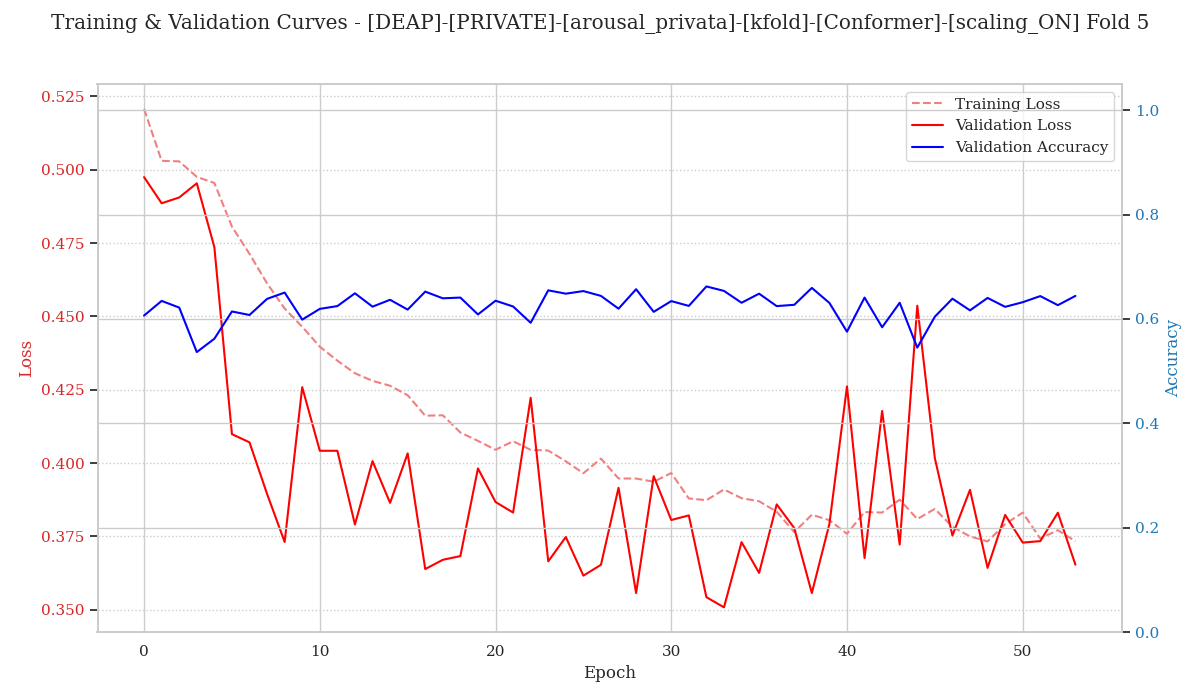 Training & Validation Curves - [DEAP]-[PRIVATE]-[arousal_privata]-[kfold]-[Conformer]-[scaling_ON] Fold 5
Training Loss
Validation Loss
Validation Accuracy
0.525
0.500
0.475
0.450
0.425
0.400
0.375
0.350
Loss
1.0
0.8
0.6
0.4
0.2
0.0
Accuracy
0 10 20 30 40 50
Epoch